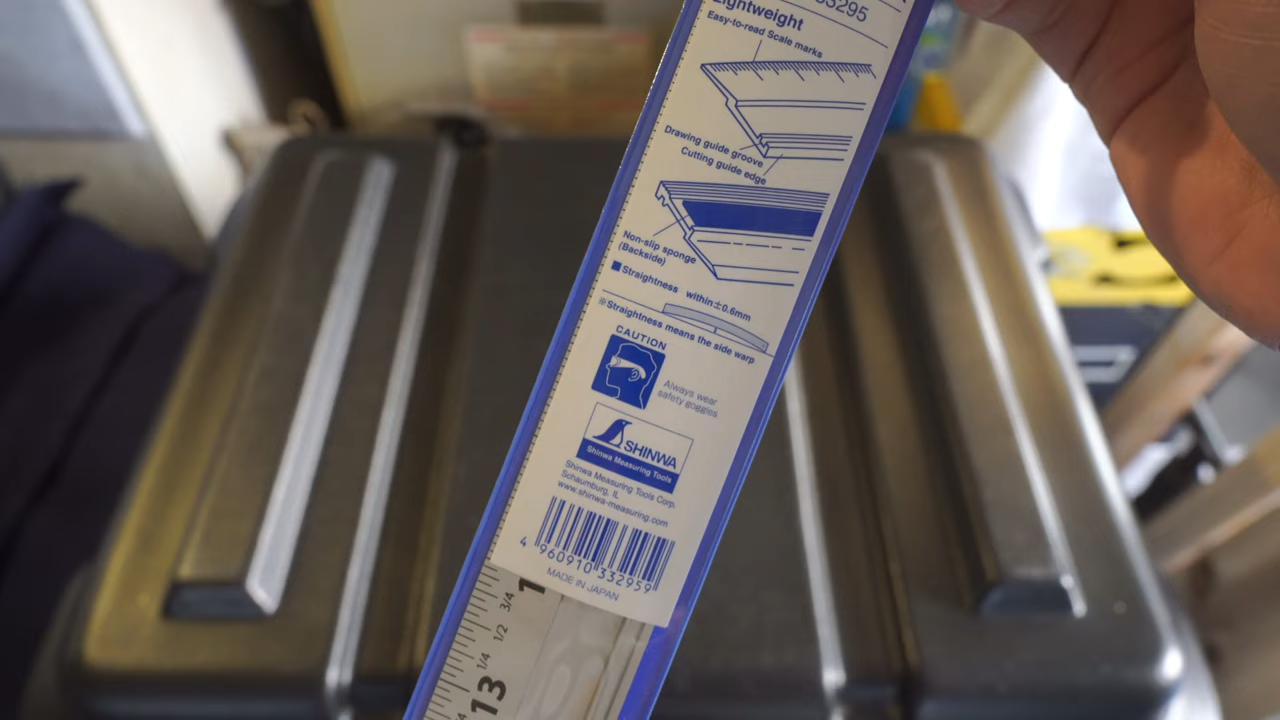 33295
Lightweight
Easy-to-read Scale marks
Drawing guide groove
Cutting guide edge
Non-slip sponge
(Backside)
■Straightness within±0.6mm
※Straightness means the side warp
CAUTION
Always wear
safety goggles
SHINWA
Shinwa Measuring Tools
Shinwa Measuring Tools Corp.
Schaumburg, IL
www.shinwa-measuring.com
4 960910 332959
MADE IN JAPAN
3/4
1/2
1/4
13